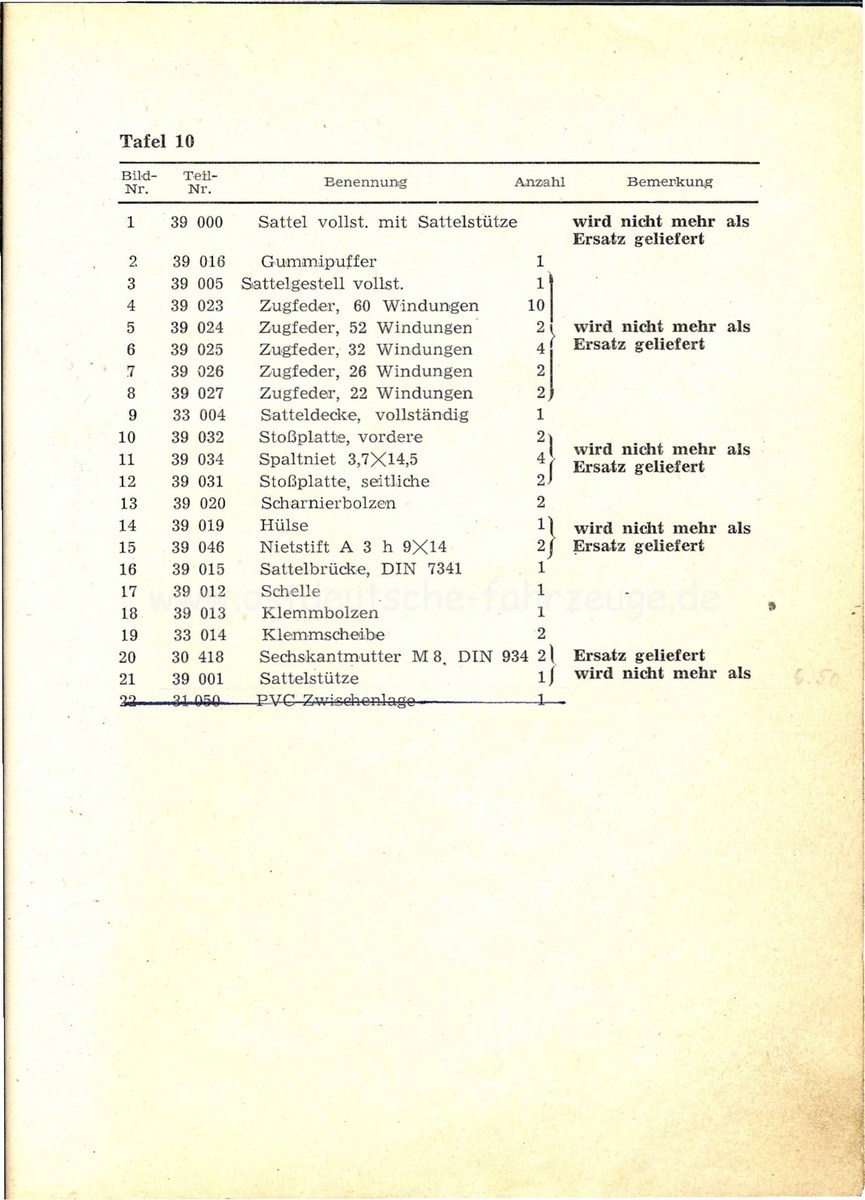 Tafel 10
Bild-Nr. Teil-Nr. Benennung Anzahl Bemerkung
1 39 000 Sattel vollst. mit Sattelstütze wird nicht mehr als
Ersatz geliefert
2 39 016 Gummipuffer 1
3 39 005 Sattelgestell vollst. 1
4 39 023 Zugfeder, 60 Windungen 10
5 39 024 Zugfeder, 52 Windungen 2 wird nicht mehr als
6 39 025 Zugfeder, 32 Windungen 4 Ersatz geliefert
7 39 026 Zugfeder, 26 Windungen 2
8 39 027 Zugfeder, 22 Windungen 2
9 33 004 Satteldecke, vollständig 1
10 39 032 Stoßplatte, vordere 2 wird nicht mehr als
11 39 034 Spaltniet 3,7×14,5 4 Ersatz geliefert
12 39 031 Stoßplatte, seitliche 2
13 39 020 Scharnierbolzen 2
14 39 019 Hülse 1 wird nicht mehr als
15 39 046 Nietstift A 3 h 9×14 2 Ersatz geliefert
16 39 015 Sattelbrücke, DIN 7341 1
17 39 012 Schelle 1
18 39 013 Klemmbolzen 1
19 33 014 Klemmscheibe 2
20 30 418 Sechskantmutter M 8, DIN 934 2 Ersatz geliefert
21 39 001 Sattelstütze 1 wird nicht mehr als
22 31 050 PVC Zwischenlage 1